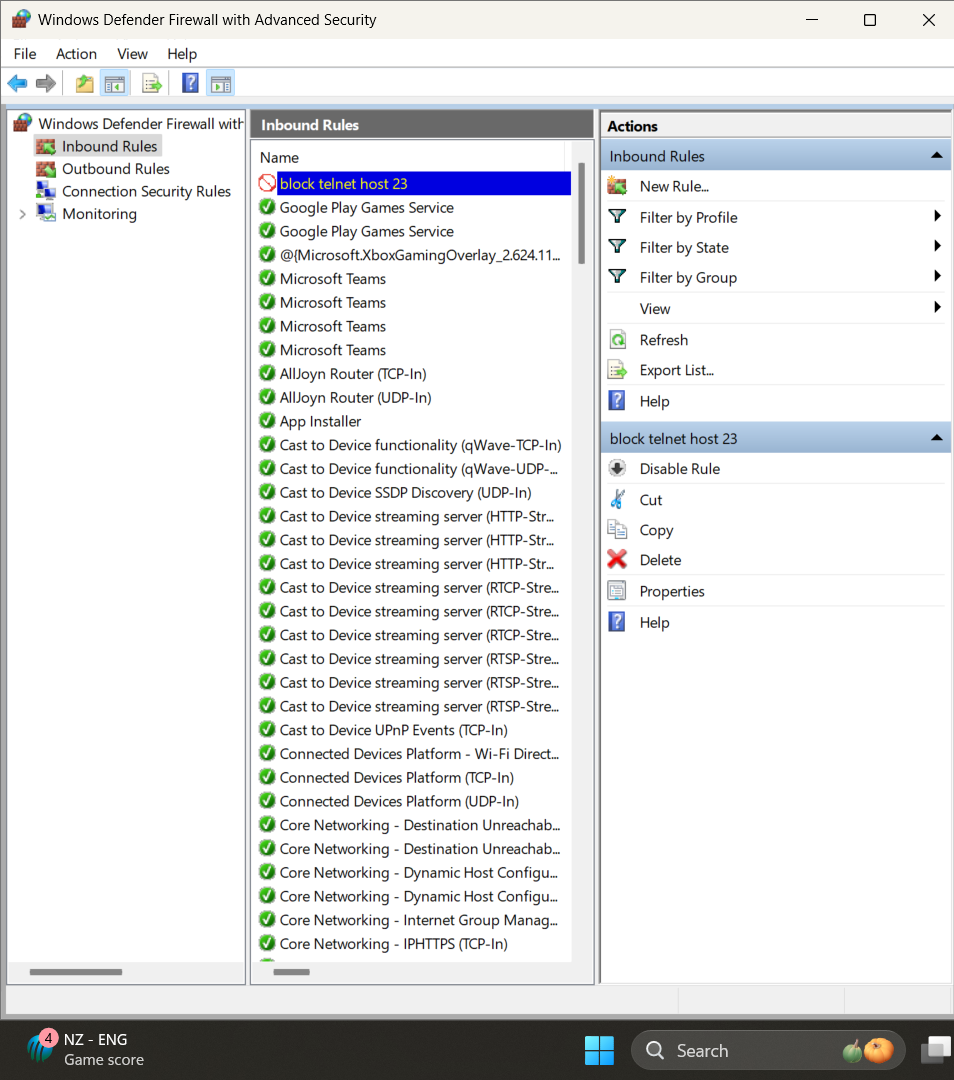 Windows Defender Firewall with Advanced Security
File Action View Help
Windows Defender Firewall with
Inbound Rules
Outbound Rules
Connection Security Rules
Monitoring
Inbound Rules
Name
block telnet host 23
Google Play Games Service
Google Play Games Service
@{Microsoft.XboxGamingOverlay_2.624.11...
Microsoft Teams
Microsoft Teams
Microsoft Teams
Microsoft Teams
AllJoyn Router (TCP-In)
AllJoyn Router (UDP-In)
App Installer
Cast to Device functionality (qWave-TCP-In)
Cast to Device functionality (qWave-UDP-...
Cast to Device SSDP Discovery (UDP-In)
Cast to Device streaming server (HTTP-Str...
Cast to Device streaming server (HTTP-Str...
Cast to Device streaming server (HTTP-Str...
Cast to Device streaming server (RTCP-Stre...
Cast to Device streaming server (RTCP-Stre...
Cast to Device streaming server (RTCP-Stre...
Cast to Device streaming server (RTSP-Stre...
Cast to Device streaming server (RTSP-Stre...
Cast to Device streaming server (RTSP-Stre...
Cast to Device UPnP Events (TCP-In)
Connected Devices Platform - Wi-Fi Direct...
Connected Devices Platform (TCP-In)
Connected Devices Platform (UDP-In)
Core Networking - Destination Unreachab...
Core Networking - Destination Unreachab...
Core Networking - Dynamic Host Configu...
Core Networking - Dynamic Host Configu...
Core Networking - Internet Group Manag...
Core Networking - IPHTTPS (TCP-In)
Actions
Inbound Rules
New Rule...
Filter by Profile
Filter by State
Filter by Group
View
Refresh
Export List...
Help
block telnet host 23
Disable Rule
Cut
Copy
Delete
Properties
Help
4
NZ - ENG
Game score
Search